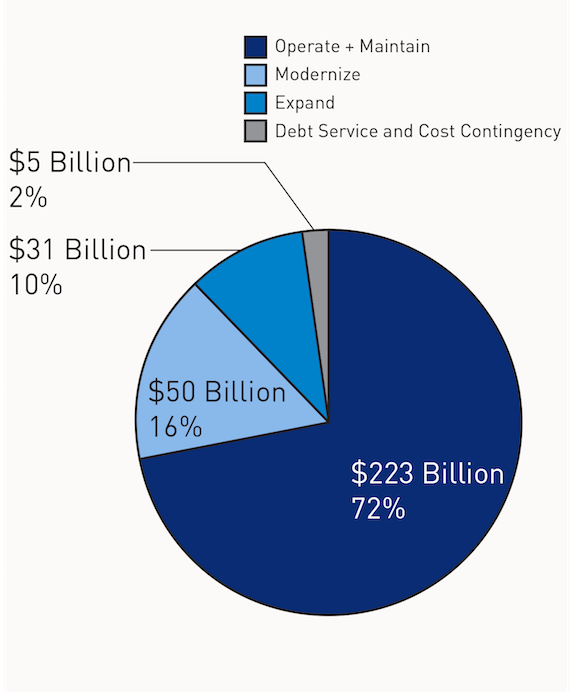 Operate + Maintain
Modernize
Expand
Debt Service and Cost Contingency
$5 Billion
2%
$31 Billion
10%
$50 Billion
16%
$223 Billion
72%